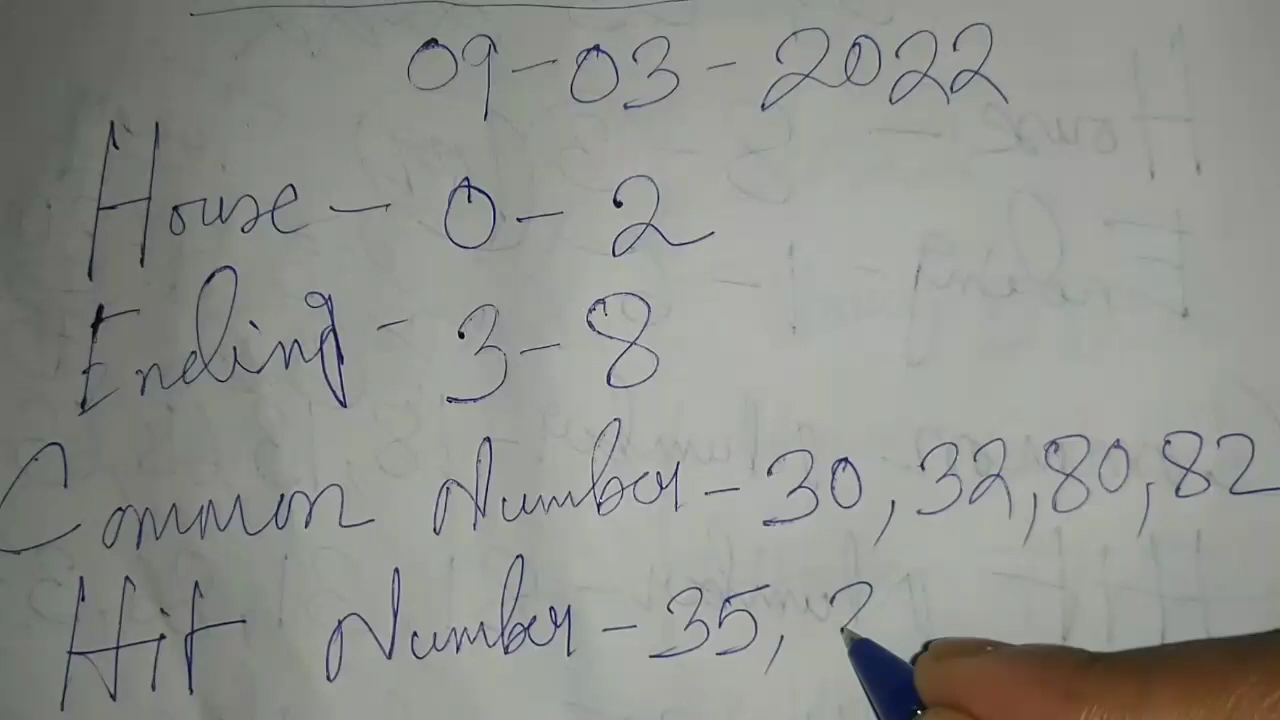 09-03-2022
House - 0 - 2
Ending - 3 - 8
Common Number - 30, 32, 80, 82
Hit Number - 35,